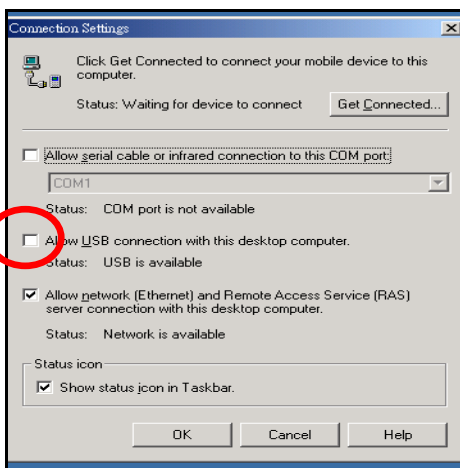 Connection Settings
Click Get Connected to connect your mobile device to this
computer.
Status: Waiting for device to connect
Get Connected...
Allow serial cable or infrared connection to this COM port:
COM1
Status: COM port is not available
Allow USB connection with this desktop computer.
Status: USB is available
Allow network (Ethernet) and Remote Access Service (RAS)
server connection with this desktop computer.
Status: Network is available
Status icon
Show status icon in Taskbar.
OK Cancel Help